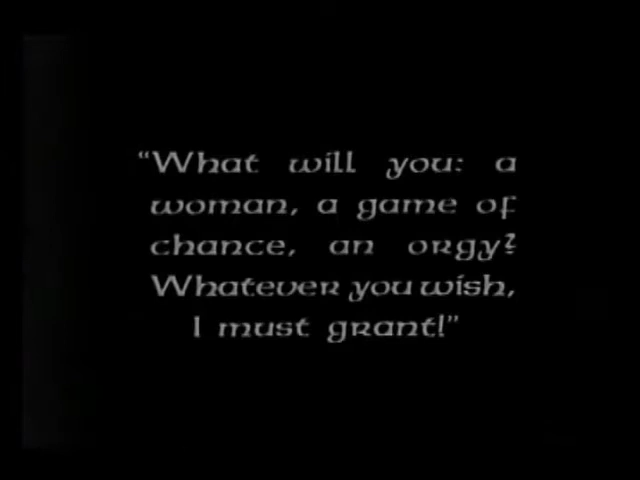 “What will you: a
woman, a game of
chance, an orgy?
Whatever you wish,
I must grant!”